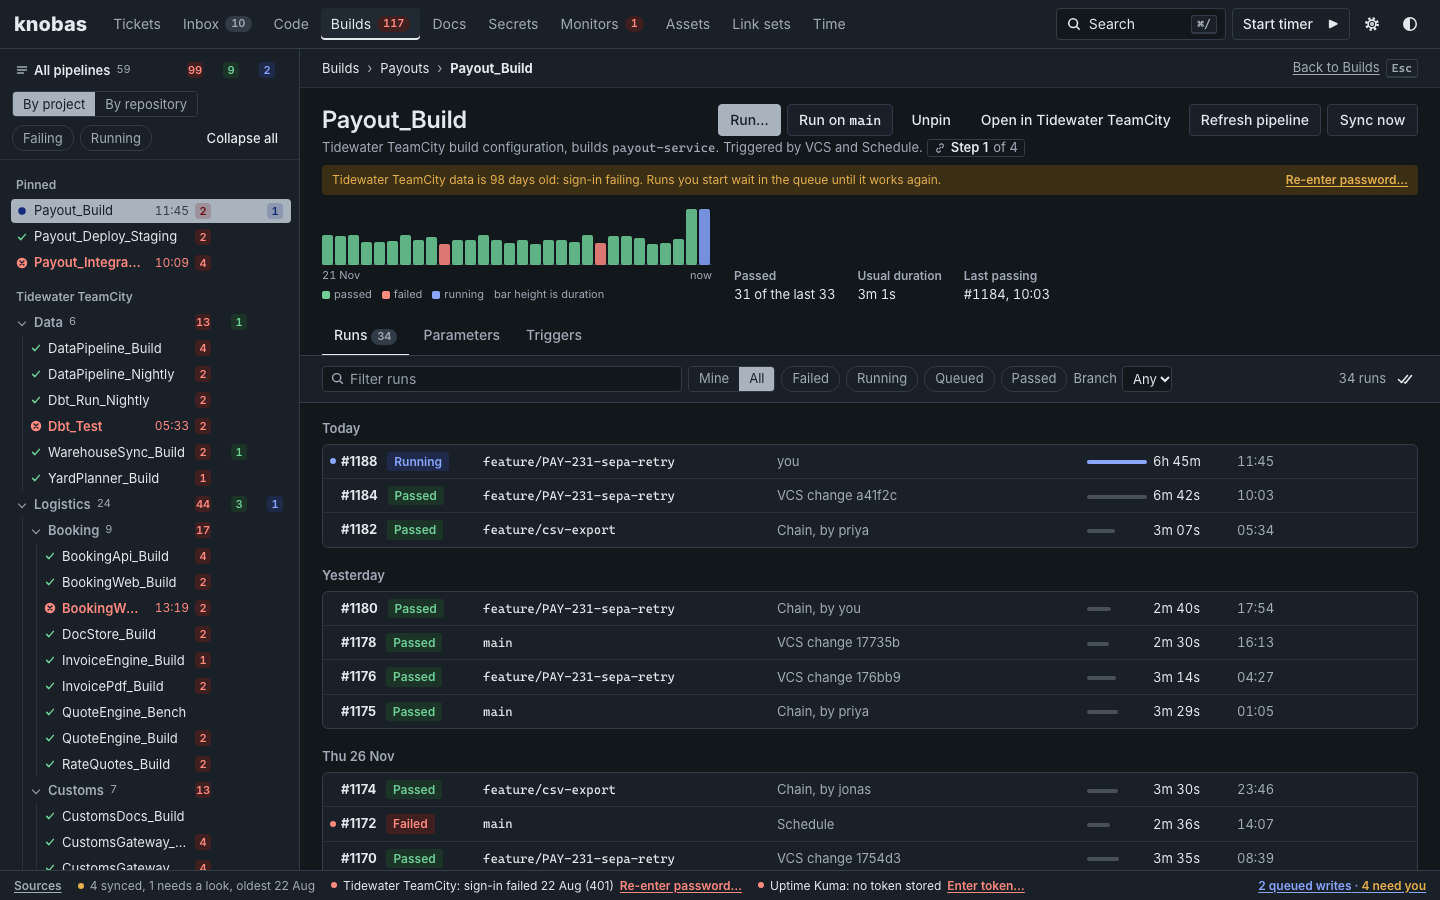 knobas Tickets Inbox 10 Code Builds 117 Docs Secrets Monitors 1 Assets Link sets Time Search ⌘/ Start timer
All pipelines 59 99 9 2
By project By repository
Failing Running Collapse all
Pinned
Payout_Build 11:45 2 1
Payout_Deploy_Staging 2
Payout_Integra... 10:09 4
Tidewater TeamCity
Data 6 13 1
DataPipeline_Build 4
DataPipeline_Nightly 2
Dbt_Run_Nightly 2
Dbt_Test 05:33 2
WarehouseSync_Build 2 1
YardPlanner_Build 1
Logistics 24 44 3 1
Booking 9 17
BookingApi_Build 4
BookingWeb_Build 2
BookingW... 13:19 2
DocStore_Build 2
InvoiceEngine_Build 1
InvoicePdf_Build 2
QuoteEngine_Bench
QuoteEngine_Build 2
RateQuotes_Build 2
Customs 7 13
CustomsDocs_Build
CustomsGateway_... 4
CustomsGateway 4
Builds › Payouts › Payout_Build Back to Builds Esc
Payout_Build Run... Run on main Unpin Open in Tidewater TeamCity Refresh pipeline Sync now
Tidewater TeamCity build configuration, builds payout-service. Triggered by VCS and Schedule. Step 1 of 4
Tidewater TeamCity data is 98 days old: sign-in failing. Runs you start wait in the queue until it works again. Re-enter password...
21 Nov now
passed failed running bar height is duration
Passed Usual duration Last passing
31 of the last 33 3m 1s #1184, 10:03
Runs 34 Parameters Triggers
Filter runs Mine All Failed Running Queued Passed Branch Any 34 runs
Today
#1188 Running feature/PAY-231-sepa-retry you 6h 45m 11:45
#1184 Passed feature/PAY-231-sepa-retry VCS change a41f2c 6m 42s 10:03
#1182 Passed feature/csv-export Chain, by priya 3m 07s 05:34
Yesterday
#1180 Passed feature/PAY-231-sepa-retry Chain, by you 2m 40s 17:54
#1178 Passed main VCS change 17735b 2m 30s 16:13
#1176 Passed feature/PAY-231-sepa-retry VCS change 176bb9 3m 14s 04:27
#1175 Passed main Chain, by priya 3m 29s 01:05
Thu 26 Nov
#1174 Passed feature/csv-export Chain, by jonas 3m 30s 23:46
#1172 Failed main Schedule 2m 36s 14:07
#1170 Passed feature/PAY-231-sepa-retry VCS change 1754d3 3m 35s 08:39
Sources 4 synced, 1 needs a look, oldest 22 Aug Tidewater TeamCity: sign-in failed 22 Aug (401) Re-enter password... Uptime Kuma: no token stored Enter token... 2 queued writes · 4 need you